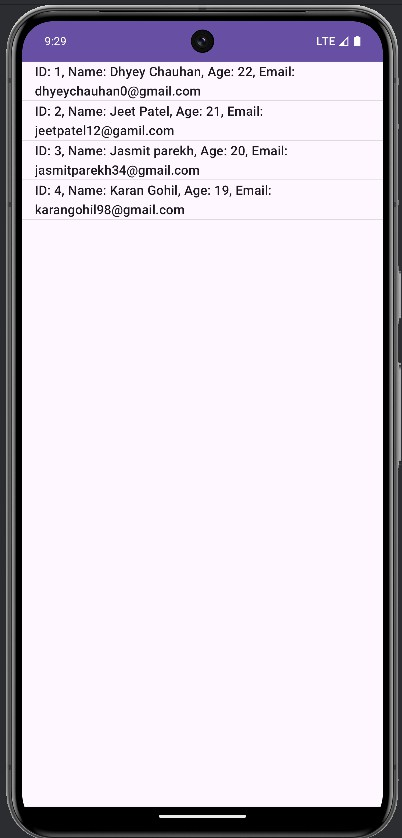 9:29
LTE
ID: 1, Name: Dhyey Chauhan, Age: 22, Email:
dhyeychauhan0@gmail.com
ID: 2, Name: Jeet Patel, Age: 21, Email:
jeetpatel12@gamil.com
ID: 3, Name: Jasmit parekh, Age: 20, Email:
jasmitparekh34@gmail.com
ID: 4, Name: Karan Gohil, Age: 19, Email:
karangohil98@gmail.com